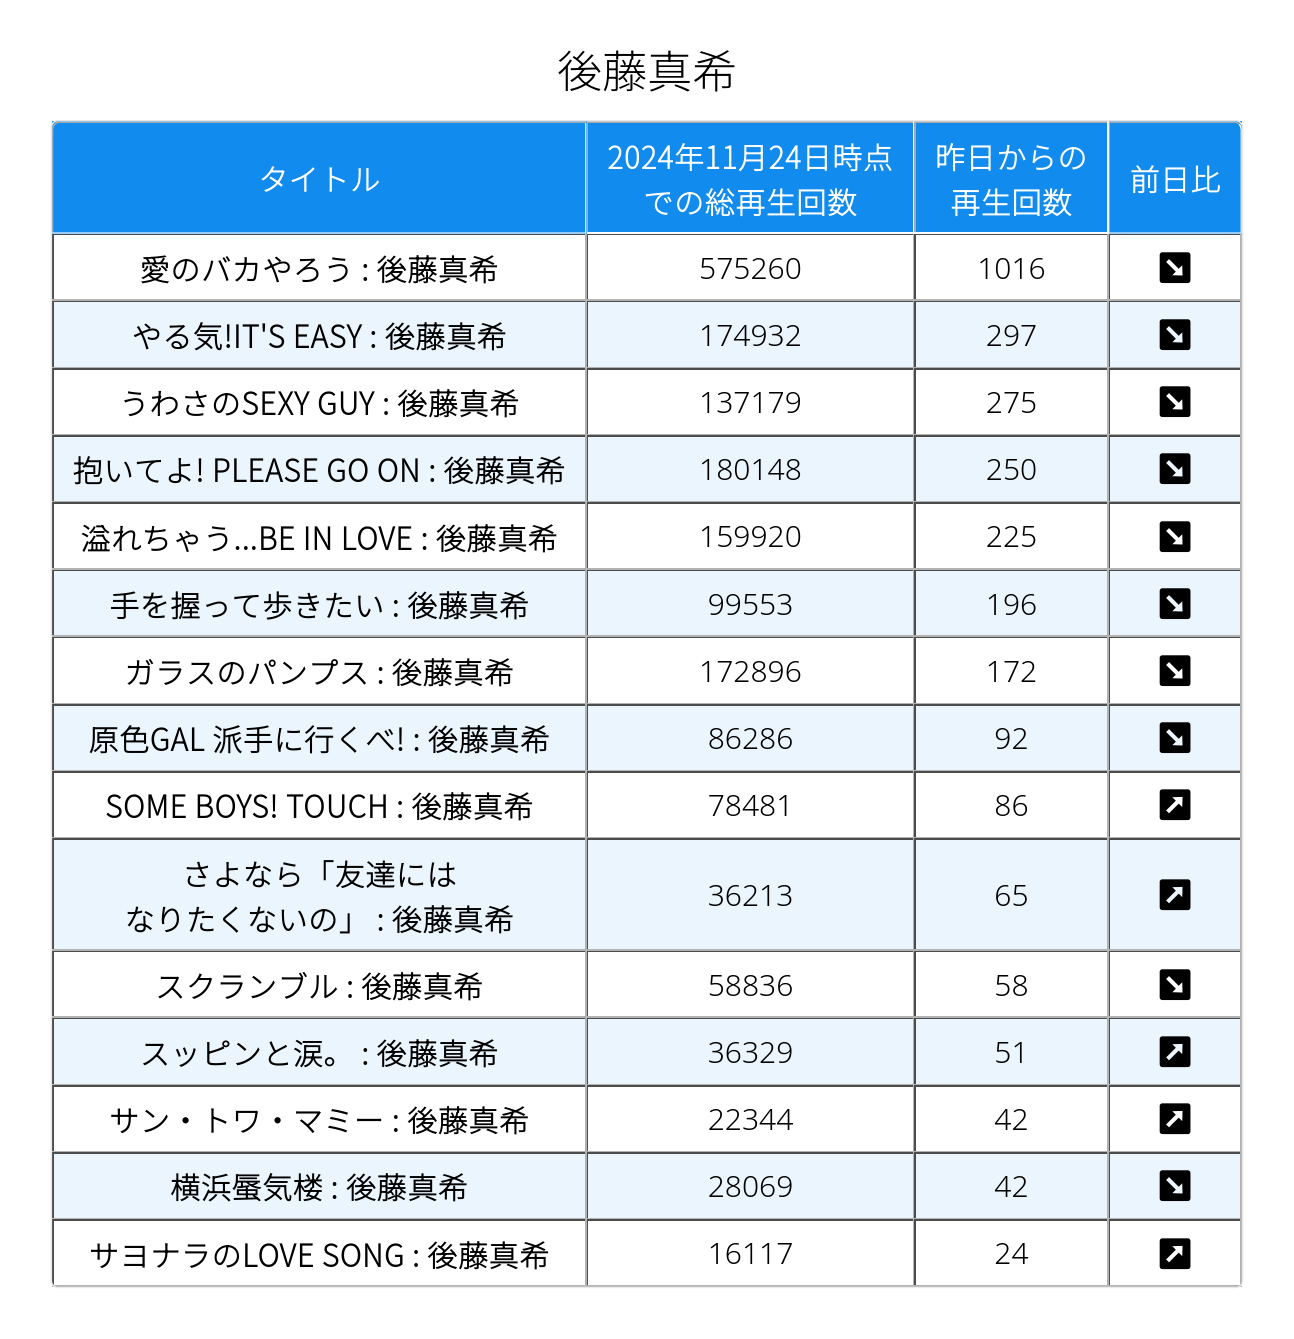 後藤真希
タイトル
2024年11月24日時点
での総再生回数
昨日からの
再生回数
前日比
愛のバカやろう : 後藤真希 575260 1016
やる気!IT'S EASY : 後藤真希 174932 297
うわさのSEXY GUY : 後藤真希 137179 275
抱いてよ! PLEASE GO ON : 後藤真希 180148 250
溢れちゃう...BE IN LOVE : 後藤真希 159920 225
手を握って歩きたい : 後藤真希 99553 196
ガラスのパンプス : 後藤真希 172896 172
原色GAL 派手に行くべ! : 後藤真希 86286 92
SOME BOYS! TOUCH : 後藤真希 78481 86
さよなら「友達には
なりたくないの」 : 後藤真希 36213 65
スクランブル : 後藤真希 58836 58
スッピンと涙。 : 後藤真希 36329 51
サン・トワ・マミー : 後藤真希 22344 42
横浜蜃気楼 : 後藤真希 28069 42
サヨナラのLOVE SONG : 後藤真希 16117 24